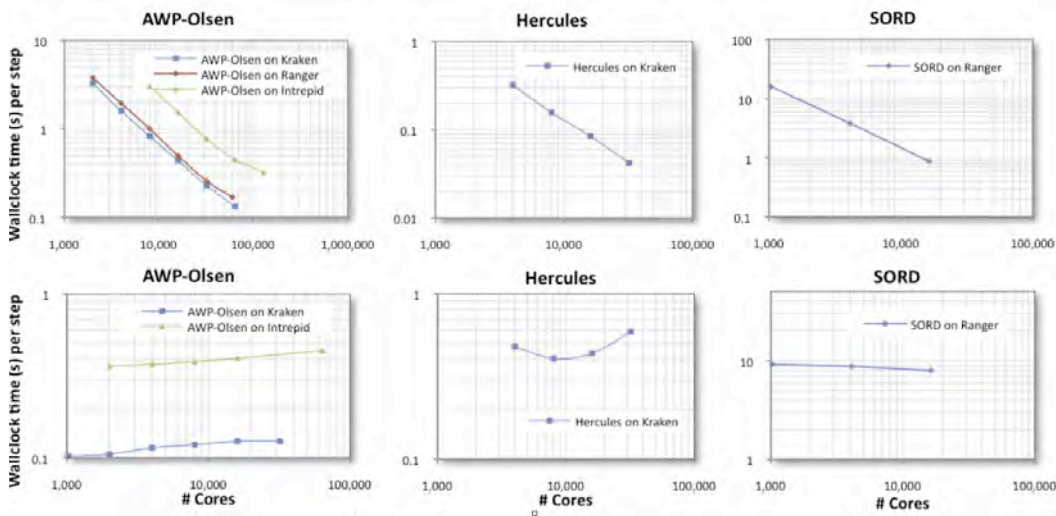 AWP-Olsen
Hercules
SORD
Wallclock time (s) per step
10
1
0.1
AWP-Olsen on Kraken
AWP-Olsen on Ranger
AWP-Olsen on Intrepid
1,000
10,000
100,000
1,000,000
1
0.1
0.01
Hercules on Kraken
1,000
10,000
100,000
100
10
1
0.1
SORD on Ranger
1,000
10,000
100,000
AWP-Olsen
Hercules
SORD
Wallclock time (s) per step
1
0.1
AWP-Olsen on Kraken
AWP-Olsen on Intrepid
1,000
10,000
100,000
# Cores
1
0.1
Hercules on Kraken
1,000
10,000
100,000
# Cores
10
1
SORD on Ranger
1,000
10,000
100,000
# Cores